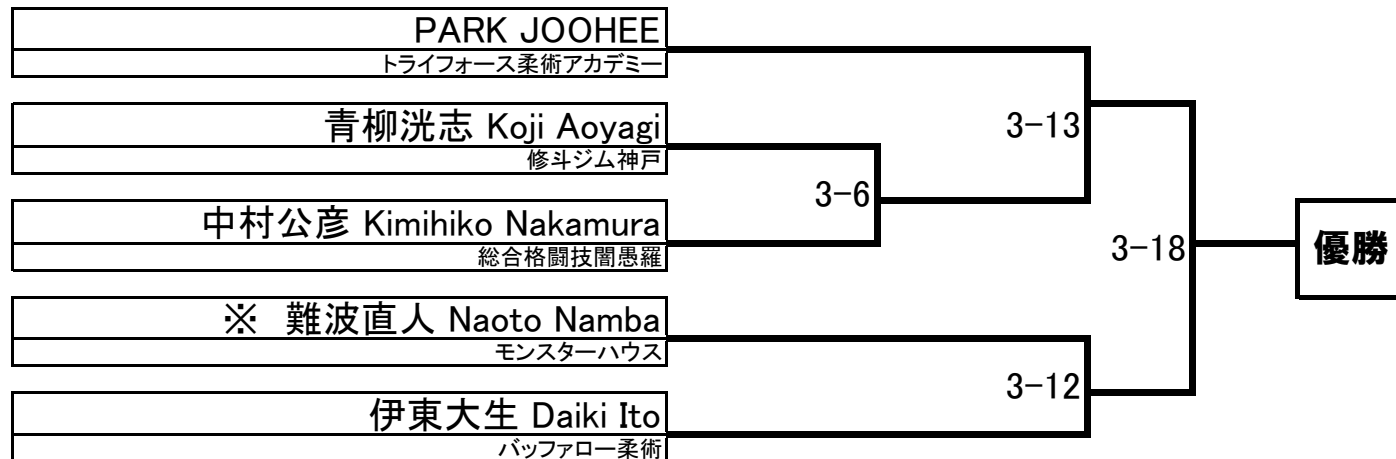 PARK JOOHEE
トライフォース柔術アカデミー
青柳洸志 Koji Aoyagi
修斗ジム神戸
3-13
3-6
中村公彦 Kimihiko Nakamura
総合格闘技闇愚羅
3-18
優勝
※ 難波直人 Naoto Namba
モンスターハウス
3-12
伊東大生 Daiki Ito
バッファロー柔術